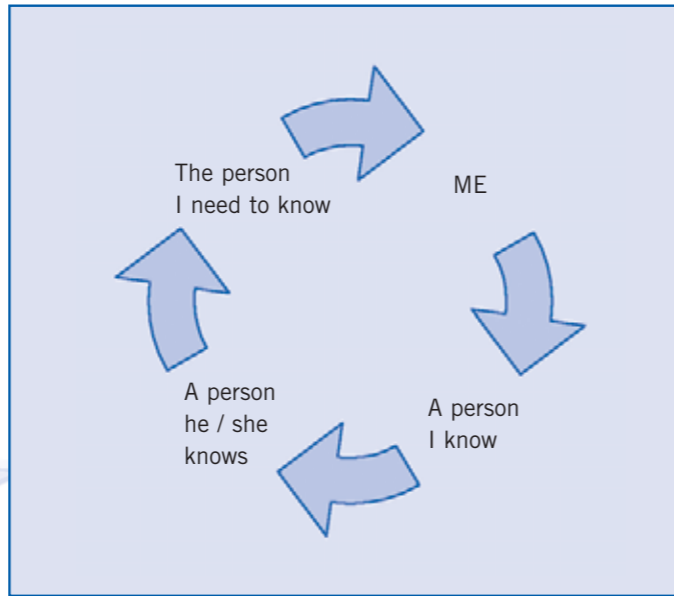 The person
I need to know
ME
A person
I know
A person
he / she
knows